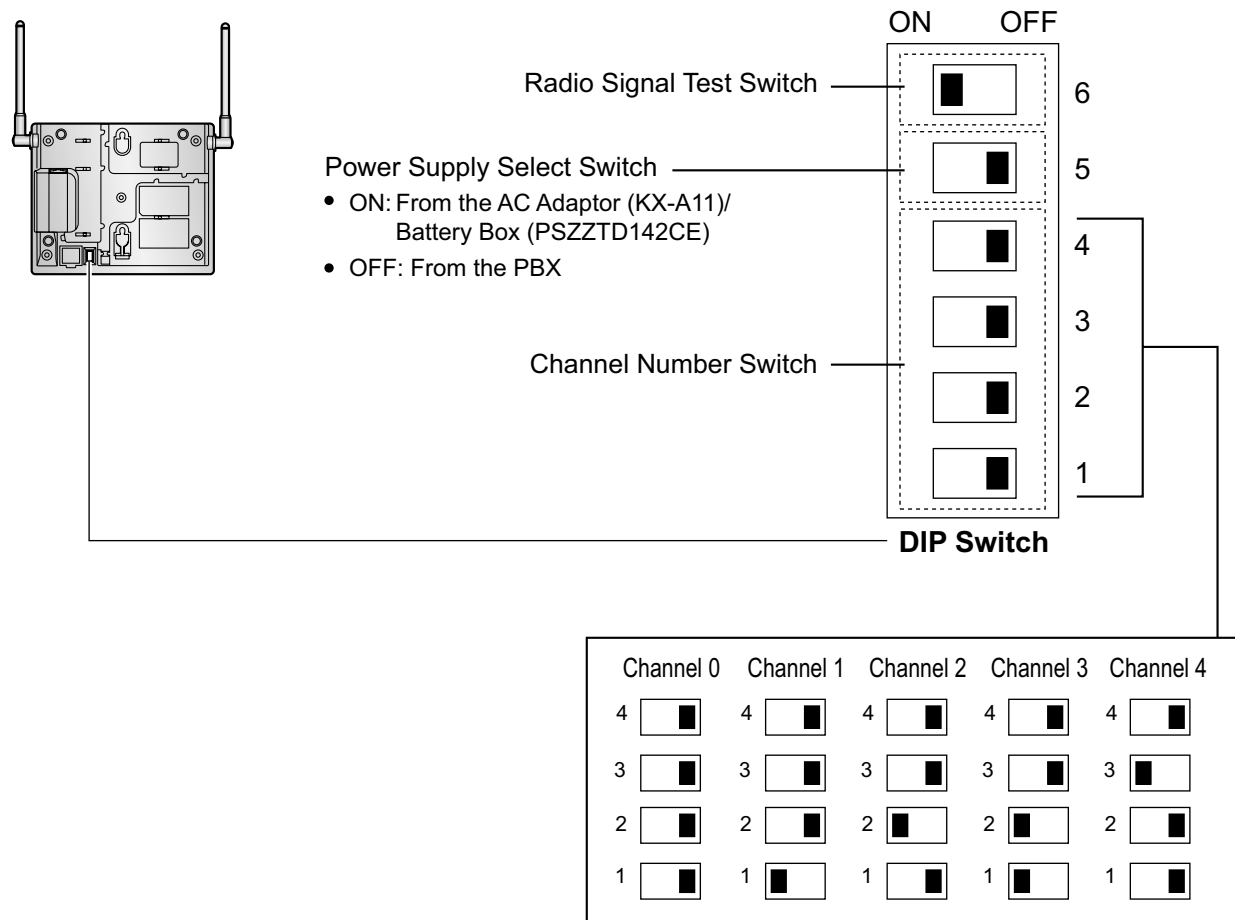 ON OFF
Radio Signal Test Switch
6
Power Supply Select Switch
5
• ON: From the AC Adaptor (KX-A11)/
Battery Box (PSZZTD142CE)
• OFF: From the PBX
4
3
Channel Number Switch
2
1
DIP Switch
Channel 0 Channel 1 Channel 2 Channel 3 Channel 4
4 4 4 4 4
3 3 3 3 3
2 2 2 2 2
1 1 1 1 1